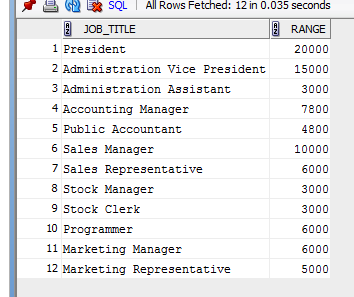 SQL | All Rows Fetched: 12 in 0.035 seconds
JOB_TITLE RANGE
1 President 20000
2 Administration Vice President 15000
3 Administration Assistant 3000
4 Accounting Manager 7800
5 Public Accountant 4800
6 Sales Manager 10000
7 Sales Representative 6000
8 Stock Manager 3000
9 Stock Clerk 3000
10 Programmer 6000
11 Marketing Manager 6000
12 Marketing Representative 5000